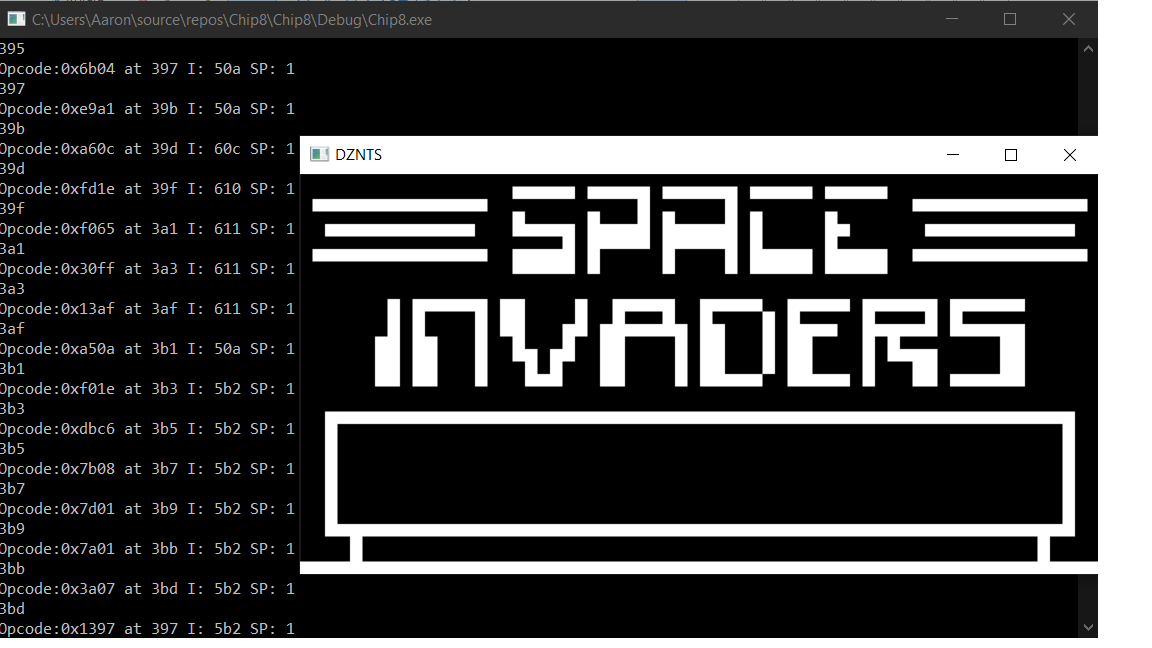 C:\Users\Aaron\source\repos\Chip8\Chip8\Debug\Chip8.exe
395
Opcode:0x6b04 at 397 I: 50a SP: 1
397
Opcode:0xe9a1 at 39b I: 50a SP: 1
39b
Opcode:0xa60c at 39d I: 60c SP: 1
39d
Opcode:0xfd1e at 39f I: 610 SP: 1
39f
Opcode:0xf065 at 3a1 I: 611 SP: 1
3a1
Opcode:0x30ff at 3a3 I: 611 SP: 1
3a3
Opcode:0x13af at 3af I: 611 SP: 1
3af
Opcode:0xa50a at 3b1 I: 50a SP: 1
3b1
Opcode:0xf01e at 3b3 I: 5b2 SP: 1
3b3
Opcode:0xdbc6 at 3b5 I: 5b2 SP: 1
3b5
Opcode:0x7b08 at 3b7 I: 5b2 SP: 1
3b7
Opcode:0x7d01 at 3b9 I: 5b2 SP: 1
3b9
Opcode:0x7a01 at 3bb I: 5b2 SP: 1
3bb
Opcode:0x3a07 at 3bd I: 5b2 SP: 1
3bd
Opcode:0x1397 at 397 I: 5b2 SP: 1
DZNTS
SPACE
INVADERS